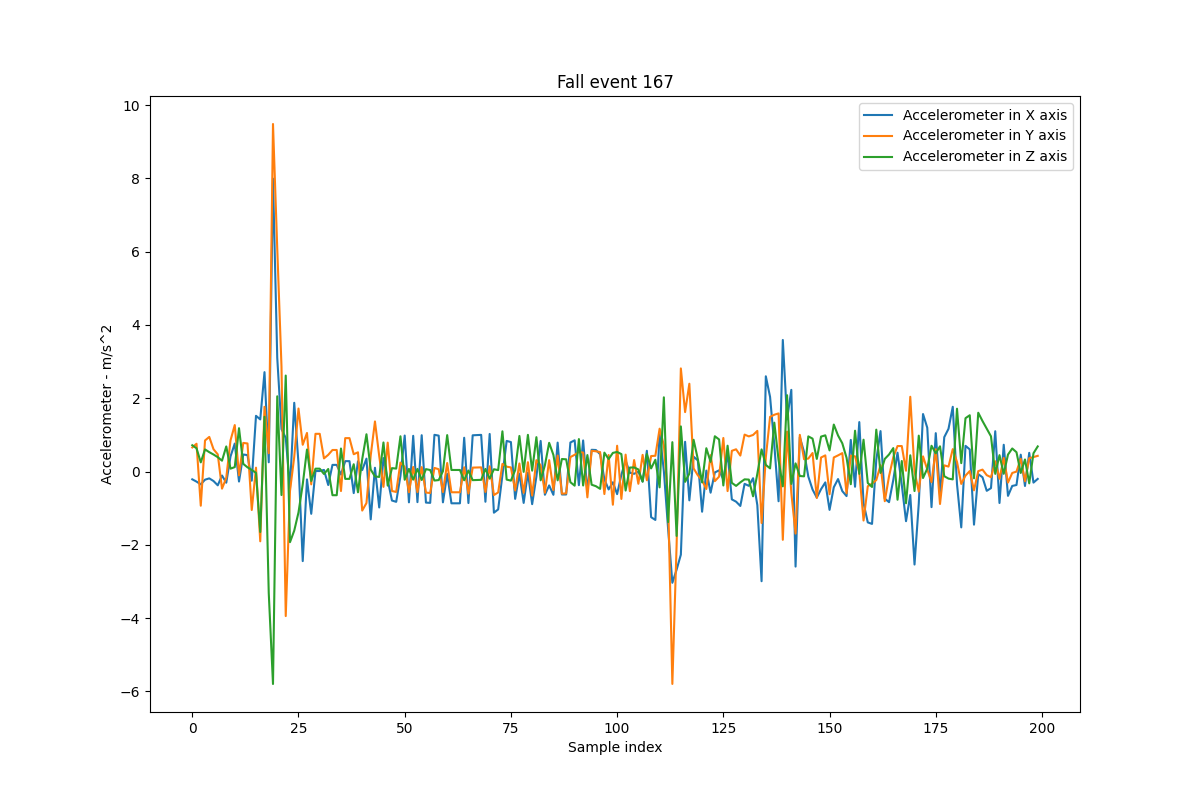 Fall event 167
Accelerometer in X axis
Accelerometer in Y axis
Accelerometer in Z axis
Accelerometer - m/s^2
10
8
6
4
2
0
−2
−4
−6
0 25 50 75 100 125 150 175 200
Sample index